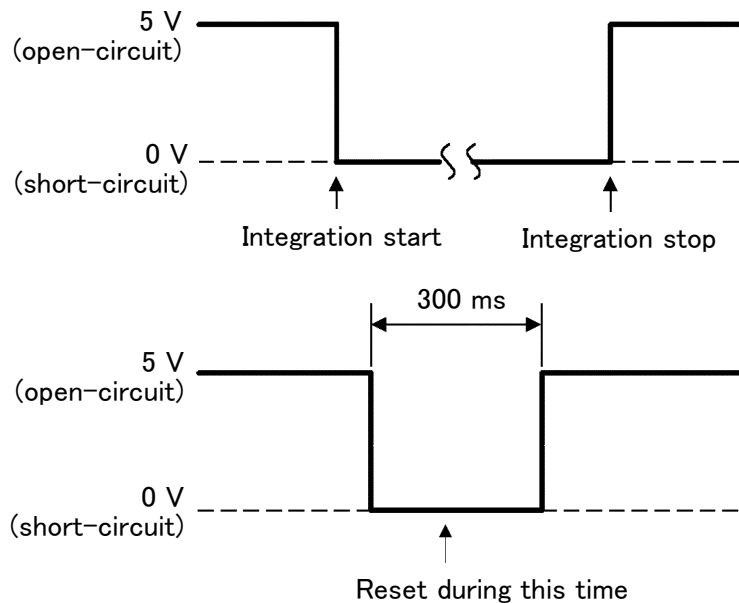 5 V
(open-circuit)
0 V
(short-circuit)
Integration start
Integration stop
300 ms
5 V
(open-circuit)
0 V
(short-circuit)
Reset during this time